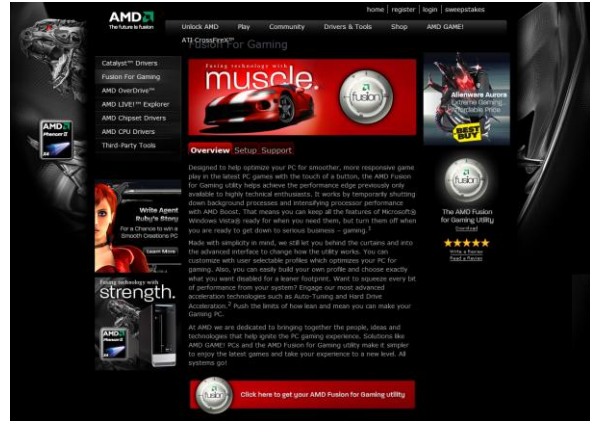 home | register | login | sweepstakes
AMD
The future is fusion
Unlock AMD Play Community Drivers & Tools Shop AMD GAME!
ATI CrossFireX™
Fusion For Gaming
Catalyst™ Drivers
Fusion For Gaming
AMD OverDrive™
AMD LIVE!™ Explorer
AMD Chipset Drivers
AMD CPU Drivers
Third-Party Tools
Fusing technology with
muscle.
fusion
Alienware Aurora
Extreme Gaming.
Affordable Price
BEST BUY
AMD
Phenom II
X4
Overview Setup Support
Designed to help optimize your PC for smoother, more responsive game
play in the latest PC games with the touch of a button, the AMD Fusion
for Gaming utility helps achieve the performance edge previously only
available to highly technical enthusiasts. It works by temporarily shutting
down background processes and intensifying processor performance
with AMD Boost. That means you can keep all the features of Microsoft®
Windows Vista® ready for when you need them, but turn them off when
you are ready to get down to serious business – gaming.1
Made with simplicity in mind, we still let you behind the curtains and into
the advanced interface to change how the utility works. You can
customize with user selectable profiles which optimizes your PC for
gaming. Also, you can easily build your own profile and choose exactly
what you want disabled for a leaner footprint. Want to squeeze every bit
of performance from your system? Engage our most advanced
acceleration technologies such as Auto-Tuning and Hard Drive
Acceleration.2 Push the limits of how lean and mean you can make your
Gaming PC.
At AMD we are dedicated to bringing together the people, ideas and
technologies that help ignite the PC gaming experience. Solutions like
AMD GAME! PCs and the AMD Fusion for Gaming utility make it simpler
to enjoy the latest games and take your experience to a new level. All
systems go!
fusion
Click here to get your AMD Fusion for Gaming utility
Write Agent
Ruby's Story
For a Chance to win a
Smooth Creations PC
Learn More
Fusing technology with
strength.
AMD
Phenom II
fusion
The AMD Fusion
for Gaming utility
Download
Write a Review
Read a Review